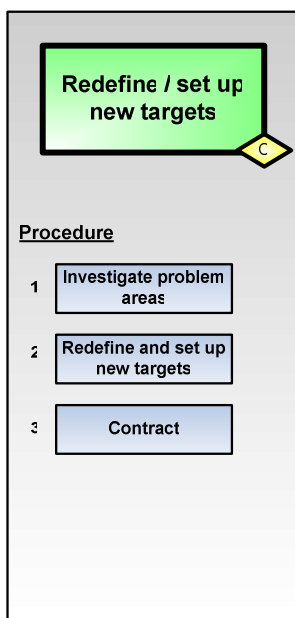 Redefine / set up
new targets
C
Procedure
1 Investigate problem
areas
2 Redefine and set up
new targets
3 Contract